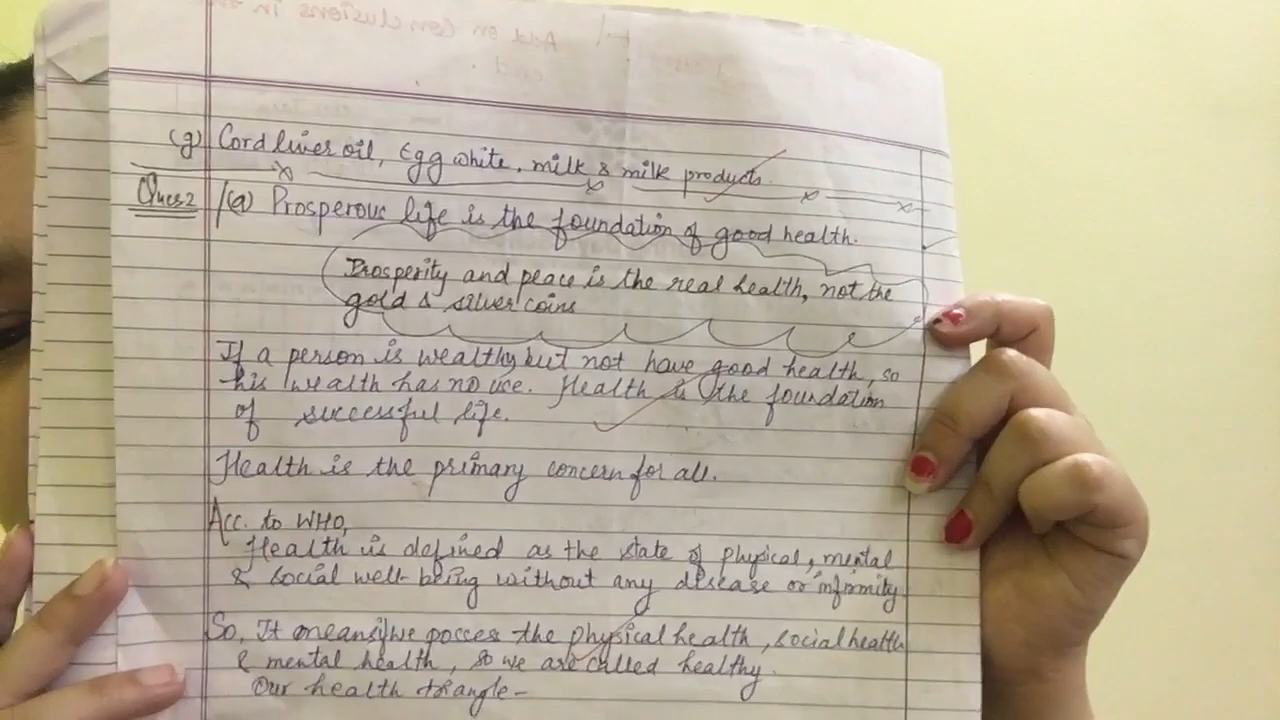 Add on Conclusions in
end.
(g) Cord liver oil, Egg white, milk & milk products.
Ques2 (a) Prosperous life is the foundation of good health.
Prosperity and peace is the real health, not the
gold & silver coins
If a person is wealthy but not have good health, so
his wealth has no use. Health is the foundation
of successful life.
Health is the primary concern for all.
Acc. to WHO,
Health is defined as the state of physical, mental
& social well-being without any disease or infirmity
So, It means, we posses the physical health, social health
& mental health, so we are called healthy.
Our health triangle-